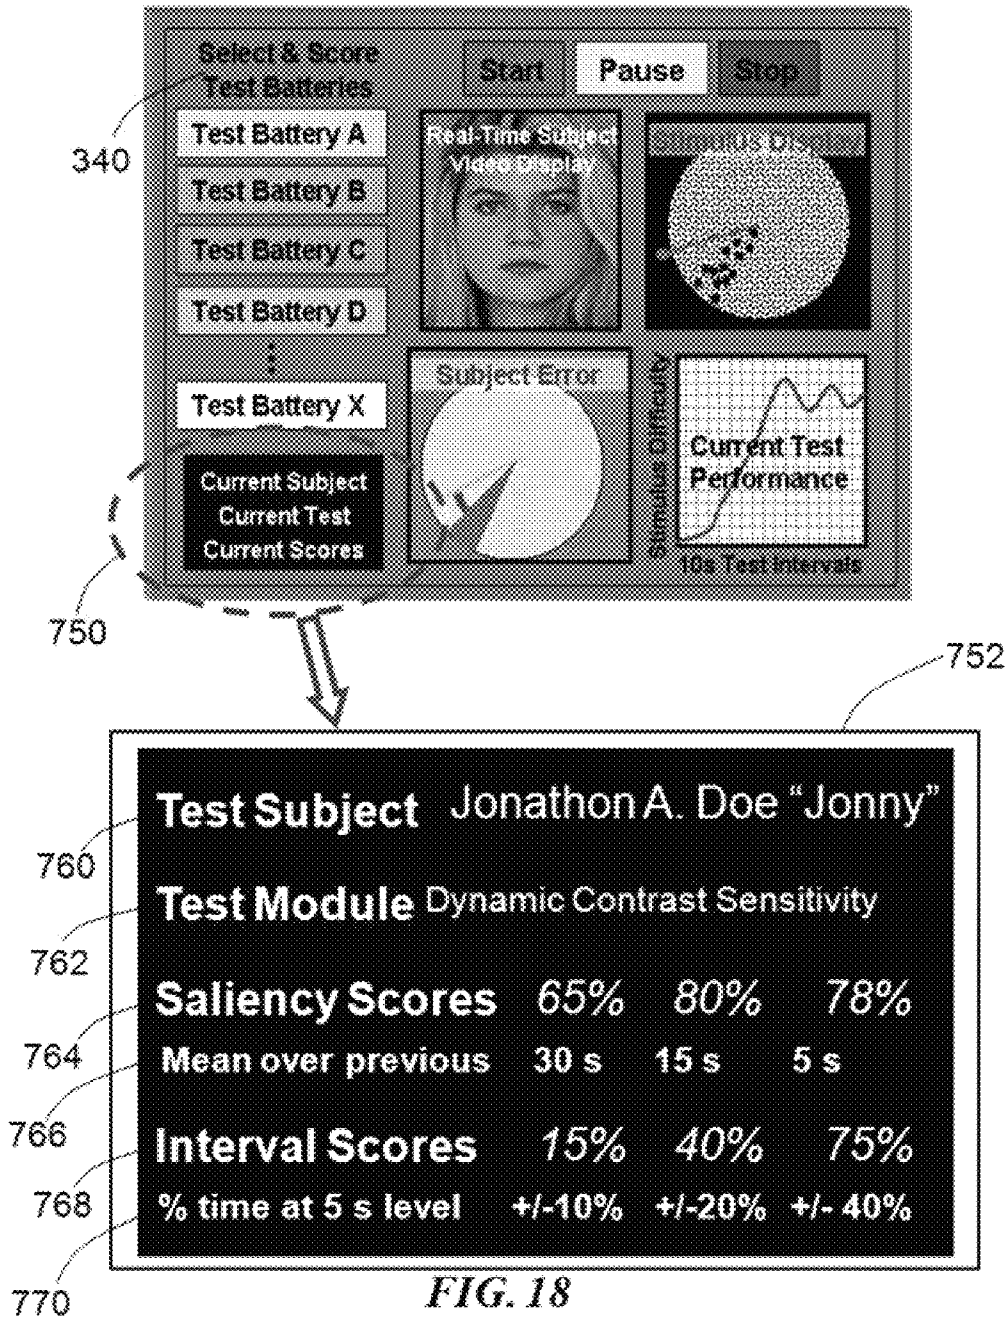 Select & Score
Test Batteries
Start
Pause
Stop
340
Test Battery A
Test Battery B
Test Battery C
Test Battery D
Test Battery X
Real-Time Subject
Video Display
Stimulus Display
Subject Error
Stimulus Difficulty
Current Test
Performance
10s Test Intervals
Current Subject
Current Test
Current Scores
750
752
Test Subject Jonathon A. Doe “Jonny”
760
Test Module Dynamic Contrast Sensitivity
762
Saliency Scores 65% 80% 78%
764
Mean over previous 30 s 15 s 5 s
766
Interval Scores 15% 40% 75%
768
% time at 5 s level +/-10% +/-20% +/- 40%
770
FIG. 18